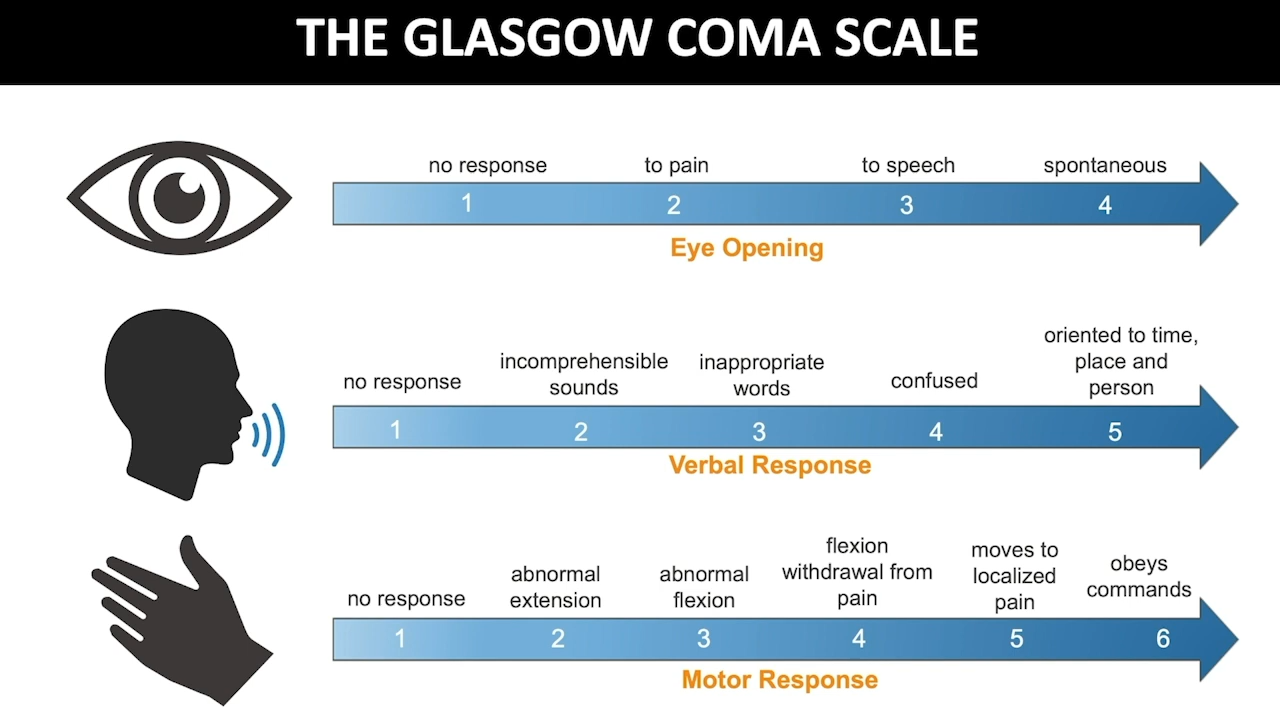 THE GLASGOW COMA SCALE
no response
to pain
to speech
spontaneous
1
2
3
4
Eye Opening
no response
incomprehensible
sounds
inappropriate
words
confused
oriented to time,
place and
person
1
2
3
4
5
Verbal Response
no response
abnormal
extension
abnormal
flexion
flexion
withdrawal from
pain
moves to
localized
pain
obeys
commands
1
2
3
4
5
6
Motor Response